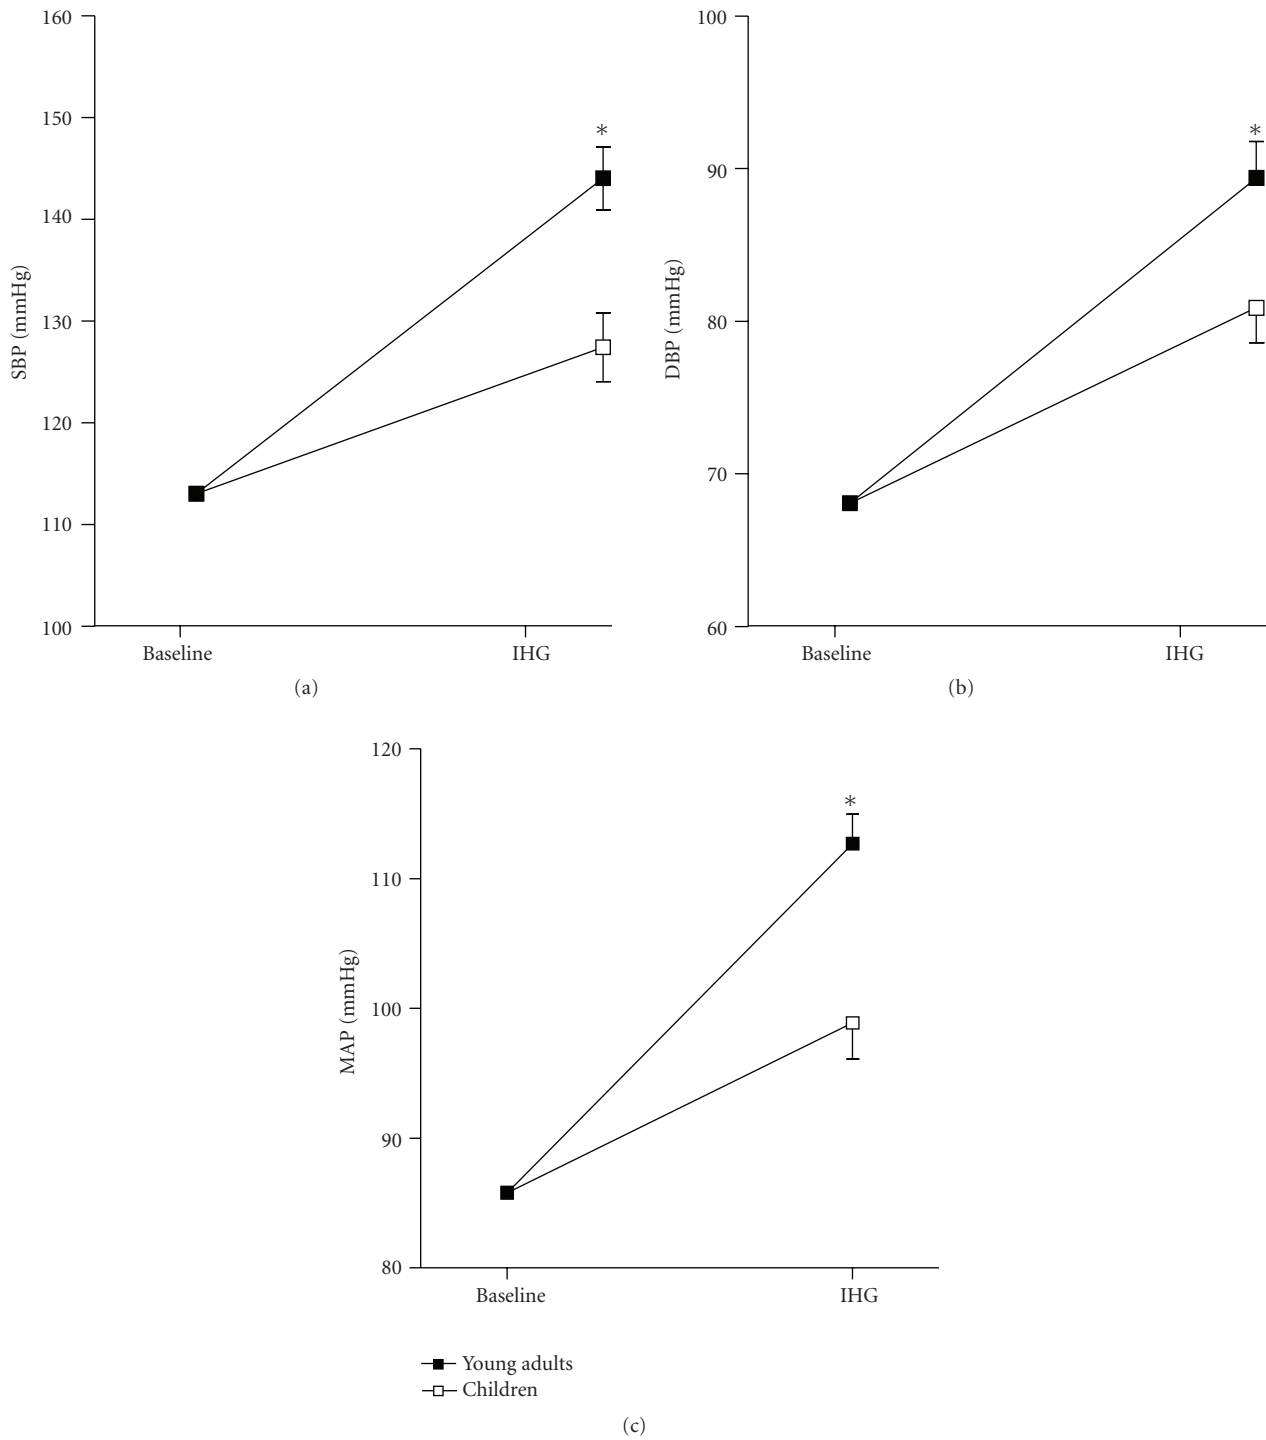 160
150
140
130
120
110
100
SBP (mmHg)
*
Baseline
IHG
(a)
100
90
80
70
60
DBP (mmHg)
*
Baseline
IHG
(b)
120
110
100
90
80
MAP (mmHg)
*
Baseline
IHG
Young adults
Children
(c)